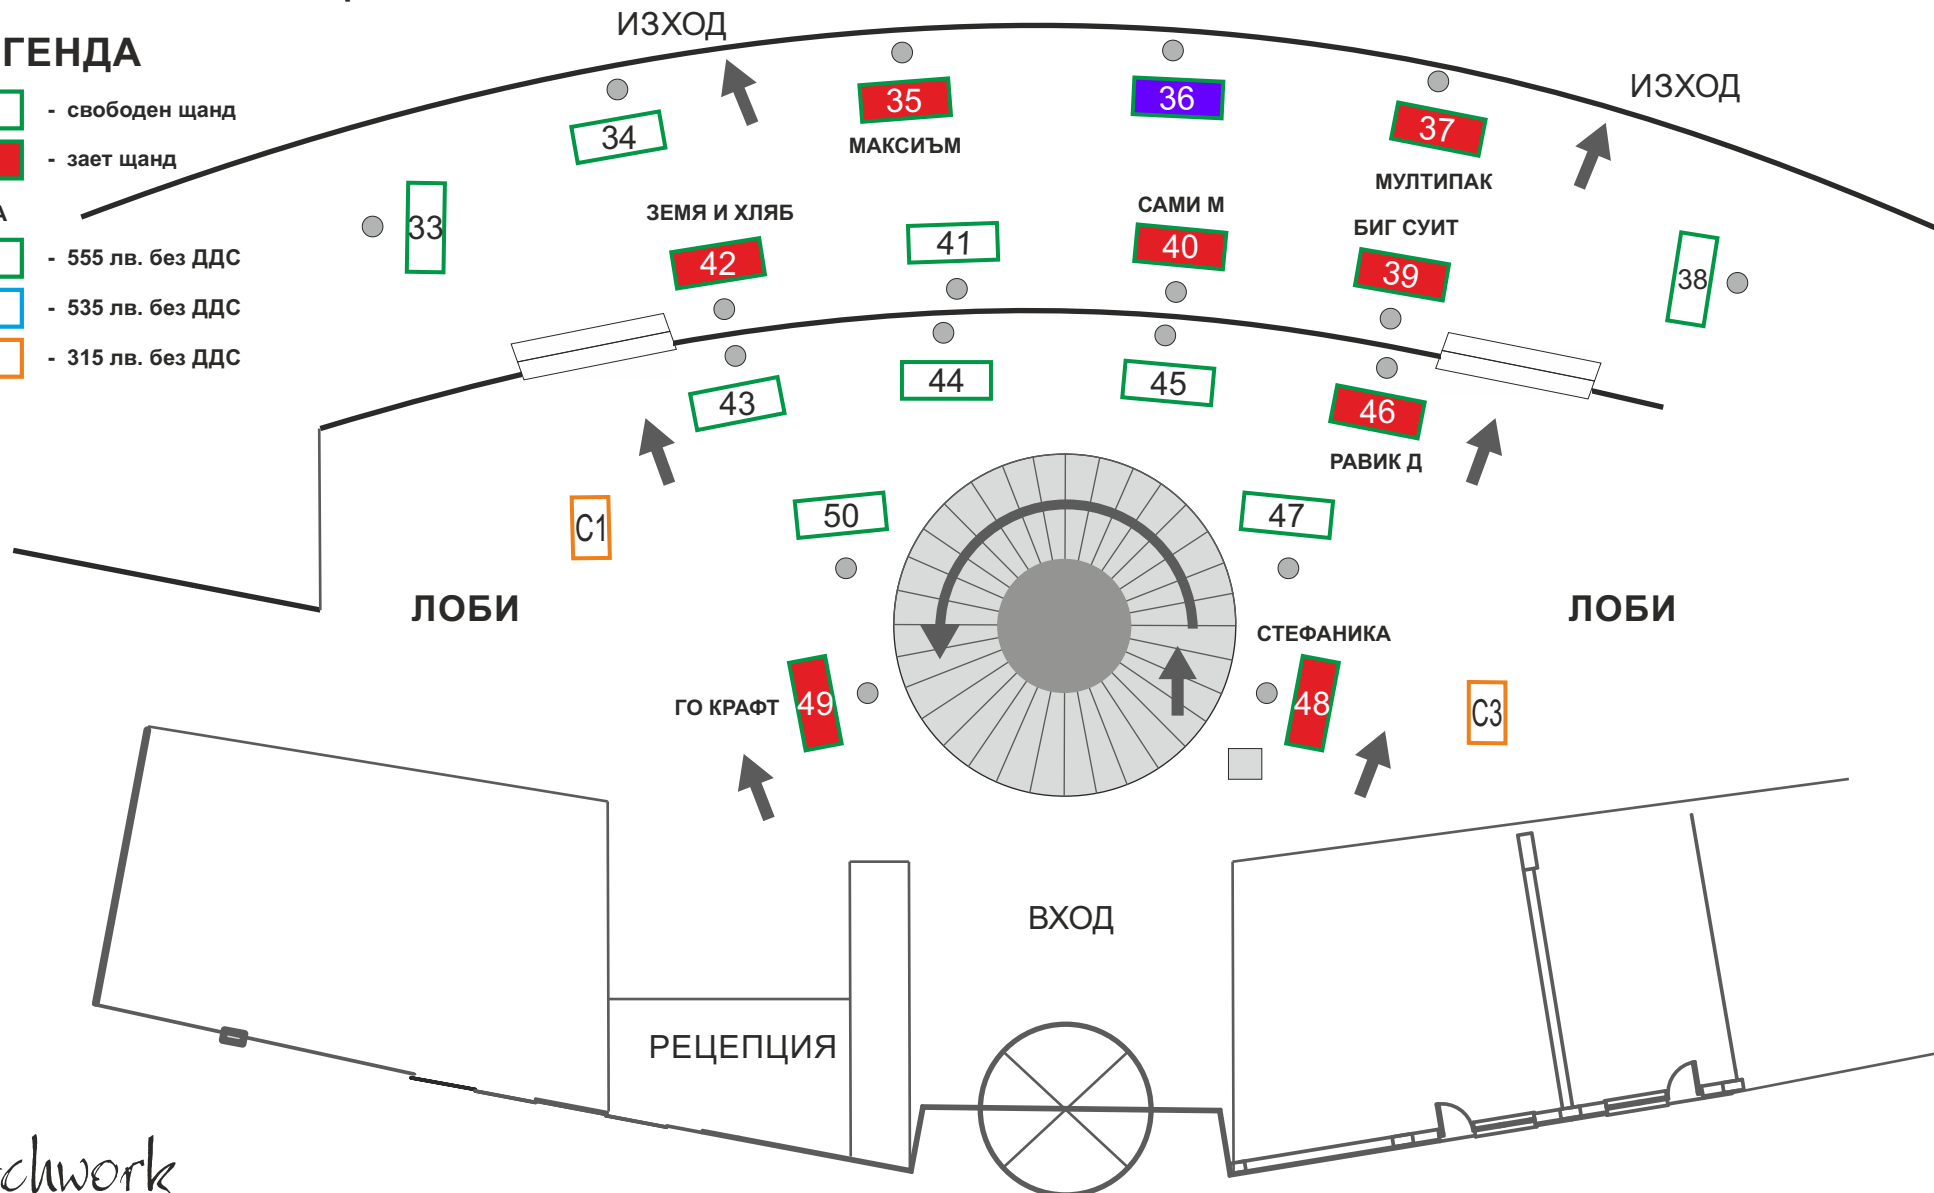 ИЗХОД
ГЕНДА
- свободен щанд
- зает щанд
А
- 555 лв. без ДДС
- 535 лв. без ДДС
- 315 лв. без ДДС
ИЗХОД
34
35
МАКСИЪМ
36
37
МУЛТИПАК
33
ЗЕМЯ И ХЛЯБ
42
41
САМИ М
40
БИГ СУИТ
39
38
43
44
45
46
РАВИК Д
C1
50
47
ЛОБИ
ЛОБИ
СТЕФАНИКА
ГО КРАФТ
49
48
C3
ВХОД
РЕЦЕПЦИЯ
chwork